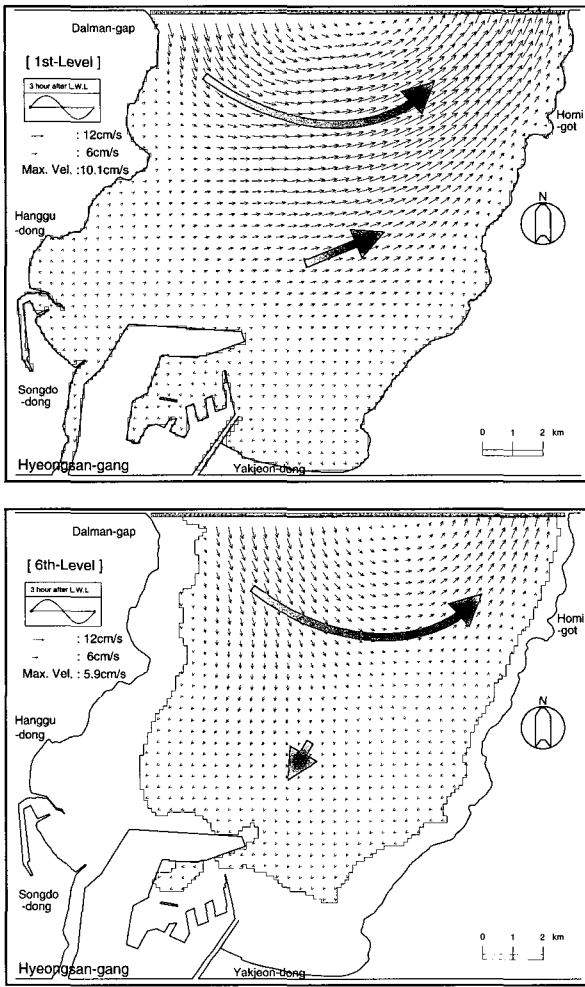 Dalman-gap
[ 1st-Level ]
3 hour after L.W.L
: 12cm/s
: 6cm/s
Max. Vel. :10.1cm/s
Homi
-got
N
Hanggu
-dong
Songdo
-dong
Hyeongsan-gang
Yakjeon-dong
0 1 2 km
Dalman-gap
[ 6th-Level ]
3 hour after L.W.L
: 12cm/s
: 6cm/s
Max. Vel. : 5.9cm/s
Homi
-got
N
Hanggu
-dong
Songdo
-dong
Hyeongsan-gang
Yakjeon-dong
0 1 2 km